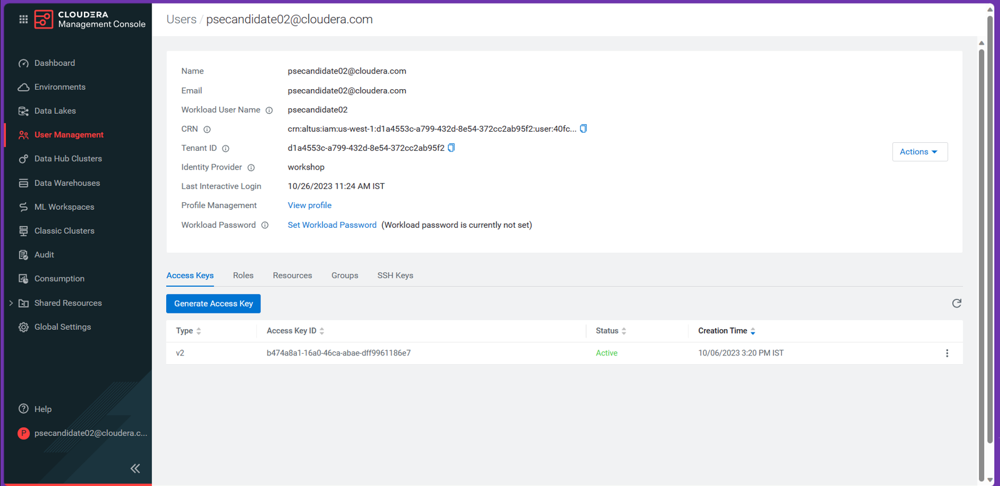 CLOUDERA
Management Console
Dashboard
Environments
Data Lakes
User Management
Data Hub Clusters
Data Warehouses
ML Workspaces
Classic Clusters
Audit
Consumption
Shared Resources
Global Settings
Help
P psecandidate02@cloudera.c...
Users / psecandidate02@cloudera.com
Name psecandidate02@cloudera.com
Email psecandidate02@cloudera.com
Workload User Name psecandidate02
CRN crn:altus:iam:us-west-1:d1a4553c-a799-432d-8e54-372cc2ab95f2:user:40fc...
Tenant ID d1a4553c-a799-432d-8e54-372cc2ab95f2
Actions
Identity Provider workshop
Last Interactive Login 10/26/2023 11:24 AM IST
Profile Management View profile
Workload Password Set Workload Password (Workload password is currently not set)
Access Keys Roles Resources Groups SSH Keys
Generate Access Key
Type Access Key ID Status Creation Time
v2 b474a8a1-16a0-46ca-abae-dff9961186e7 Active 10/06/2023 3:20 PM IST